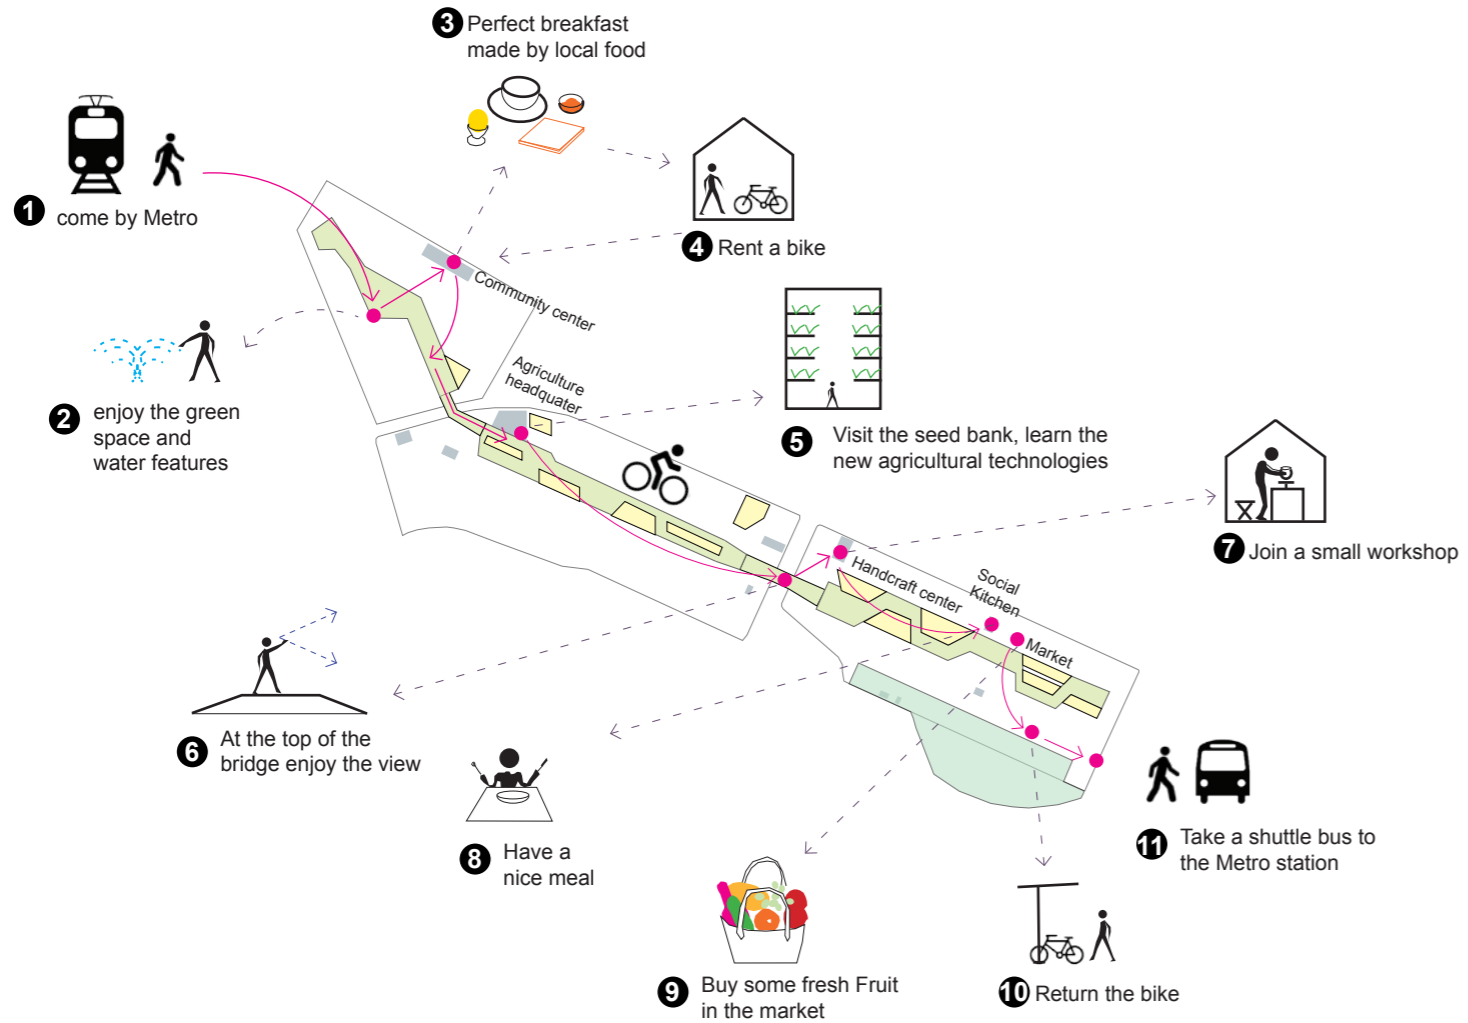 3 Perfect breakfast
made by local food
1 come by Metro
4 Rent a bike
Community center
2 enjoy the green
space and
water features
Agriculture
headquater
5 Visit the seed bank, learn the
new agricultural technologies
7 Join a small workshop
Handcraft center
Social
Kitchen
Market
6 At the top of the
bridge enjoy the view
8 Have a
nice meal
11 Take a shuttle bus to
the Metro station
9 Buy some fresh Fruit
in the market
10 Return the bike